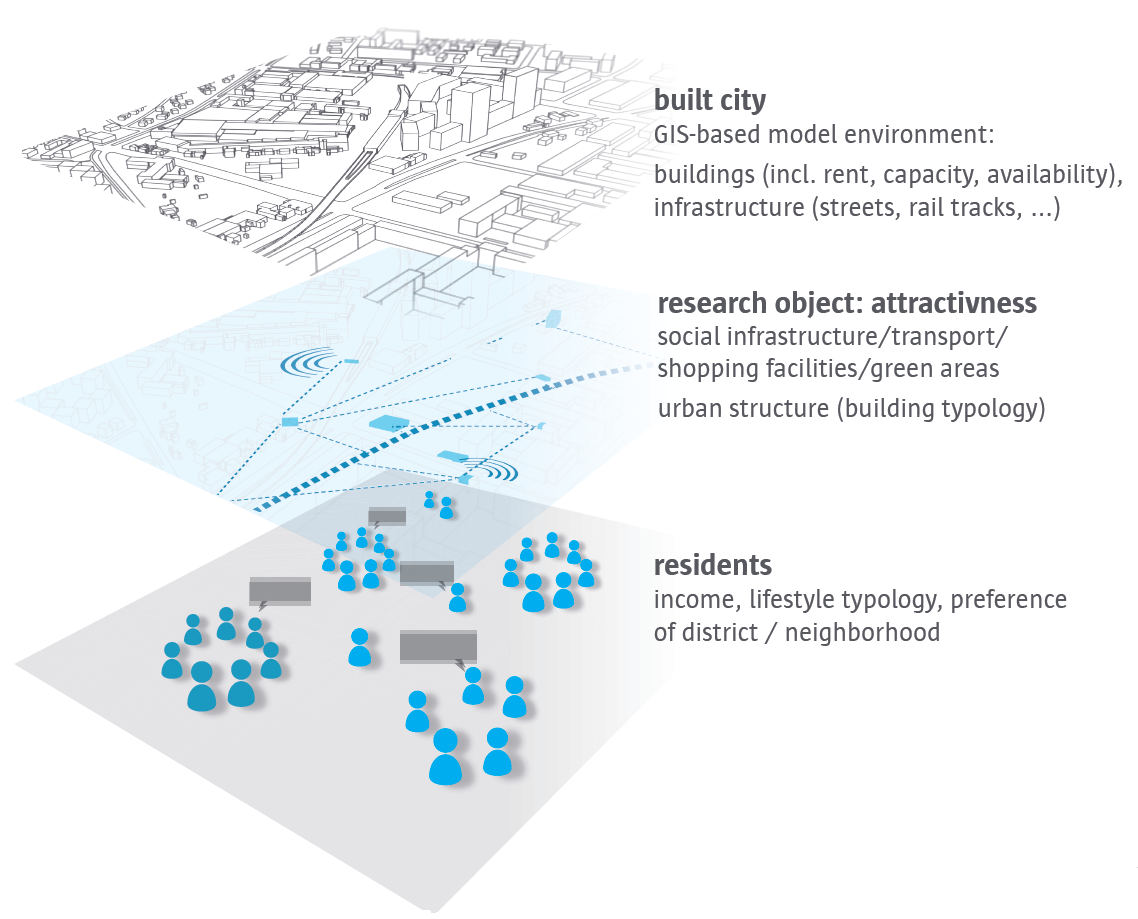 built city
GIS-based model environment:
buildings (incl. rent, capacity, availability),
infrastructure (streets, rail tracks, ...)
research object: attractivness
social infrastructure/transport/
shopping facilities/green areas
urban structure (building typology)
residents
income, lifestyle typology, preference
of district / neighborhood